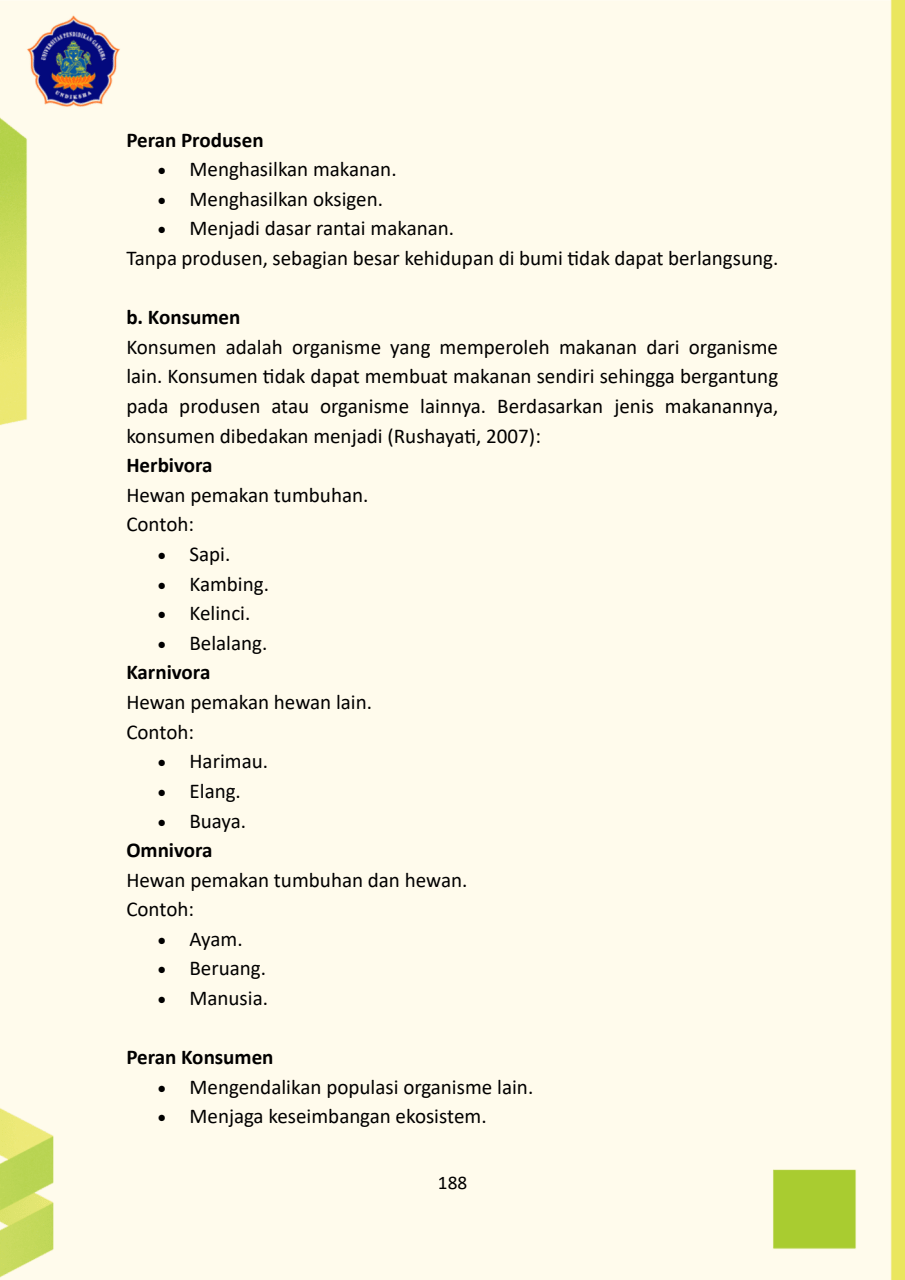 UNIVERSITAS PENDIDIKAN GANESHA
UNDIKSHA
Peran Produsen
• Menghasilkan makanan.
• Menghasilkan oksigen.
• Menjadi dasar rantai makanan.
Tanpa produsen, sebagian besar kehidupan di bumi tidak dapat berlangsung.
b. Konsumen
Konsumen adalah organisme yang memperoleh makanan dari organisme
lain. Konsumen tidak dapat membuat makanan sendiri sehingga bergantung
pada produsen atau organisme lainnya. Berdasarkan jenis makanannya,
konsumen dibedakan menjadi (Rushayati, 2007):
Herbivora
Hewan pemakan tumbuhan.
Contoh:
• Sapi.
• Kambing.
• Kelinci.
• Belalang.
Karnivora
Hewan pemakan hewan lain.
Contoh:
• Harimau.
• Elang.
• Buaya.
Omnivora
Hewan pemakan tumbuhan dan hewan.
Contoh:
• Ayam.
• Beruang.
• Manusia.
Peran Konsumen
• Mengendalikan populasi organisme lain.
• Menjaga keseimbangan ekosistem.
188